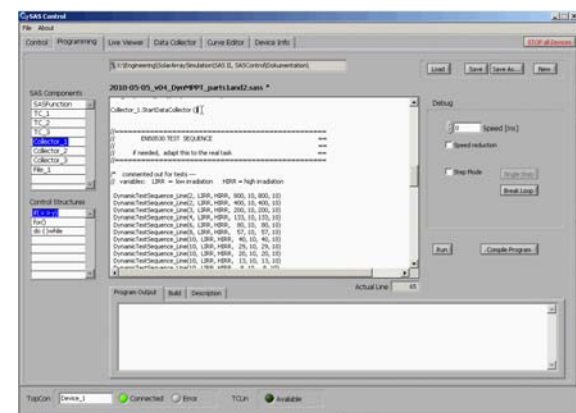 SAS Control
File About
Control Programming Live Viewer Data Collector Curve Editor Device Info STOP all Devices
Load Save Save As... New
2010-05-05_v04_DynMPPT_parts1and2.sass *
SAS Components
SASFunction
TC_1
TC_2
TC_3
Collector_1
Collector_2
Collector_3
File_1
Control Structures
if( x > y)
for()
do { }while
Collector_1.StartDataCollector ()
//================================ ==
// EN50530 TEST SEQUENCE ==
// ==
// if needed, adapt this to the real task
/* commented out for tests ---
// variables: LIRR = low irradiation HIRR = high irradiation
DynamicTestSequence_Line(2, LIRR, HIRR, 800, 10, 800, 10)
DynamicTestSequence_Line(2, LIRR, HIRR, 400, 10, 400, 10)
DynamicTestSequence_Line(3, LIRR, HIRR, 200, 10, 200, 10)
DynamicTestSequence_Line(4, LIRR, HIRR, 133, 10, 133, 10)
DynamicTestSequence_Line(6, LIRR, HIRR, 80, 10, 80, 10)
DynamicTestSequence_Line(8, LIRR, HIRR, 57, 10, 57, 10)
DynamicTestSequence_Line(10, LIRR, HIRR, 40, 10, 40, 10)
DynamicTestSequence_Line(10, LIRR, HIRR, 29, 10, 29, 10)
DynamicTestSequence_Line(10, LIRR, HIRR, 20, 10, 20, 10)
DynamicTestSequence_Line(10, LIRR, HIRR, 13, 10, 13, 10)
Debug
0 Speed [ms]
Speed reduction
Step Mode Single Step
Break Loop
Run Compile Program
Actual Line 65
Program Output Build Description
TopCon Device_1 Connected Error TCLin Available